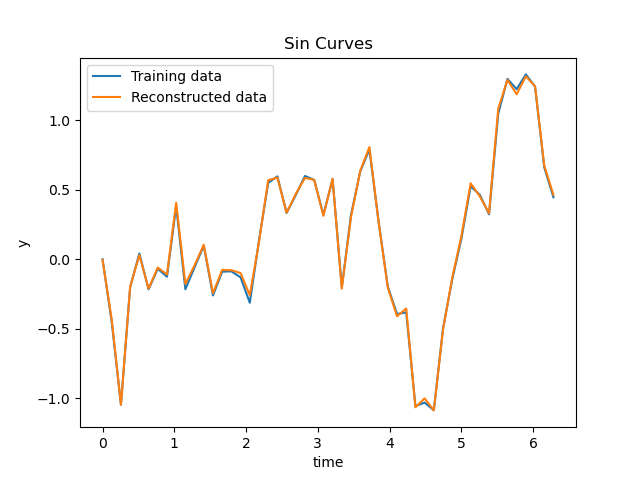 Sin Curves
Training data
Reconstructed data
1.0
0.5
0.0
−0.5
−1.0
y
0 1 2 3 4 5 6
time